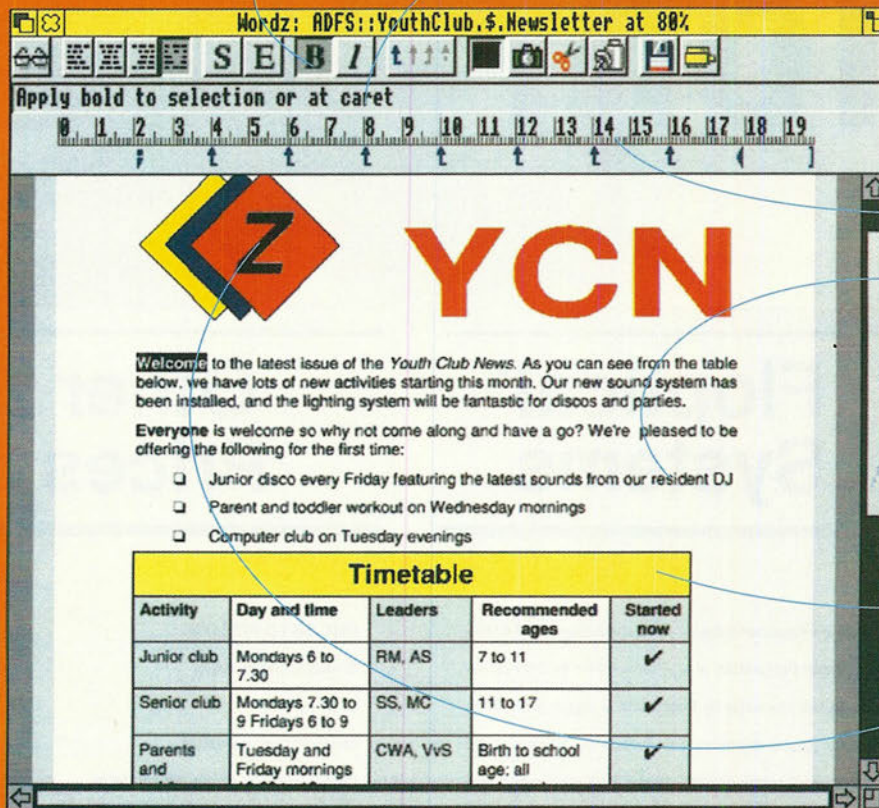 Wordz: ADFS::YouthClub.$.Newsletter at 80%
S E B I
Apply bold to selection or at caret
0 1 2 3 4 5 6 7 8 9 10 11 12 13 14 15 16 17 18 19
Z
YCN
Welcome to the latest issue of the Youth Club News. As you can see from the table
below, we have lots of new activities starting this month. Our new sound system has
been installed, and the lighting system will be fantastic for discos and parties.
Everyone is welcome so why not come along and have a go? We're pleased to be
offering the following for the first time:
Junior disco every Friday featuring the latest sounds from our resident DJ
Parent and toddler workout on Wednesday mornings
Computer club on Tuesday evenings
Timetable
Activity Day and time Leaders Recommended Started
ages now
Junior club Mondays 6 to RM, AS 7 to 11
7.30
Senior club Mondays 7.30 to SS, MC 11 to 17
9 Fridays 6 to 9
Parents Tuesday and CWA, VvS Birth to school
and Friday mornings age; all